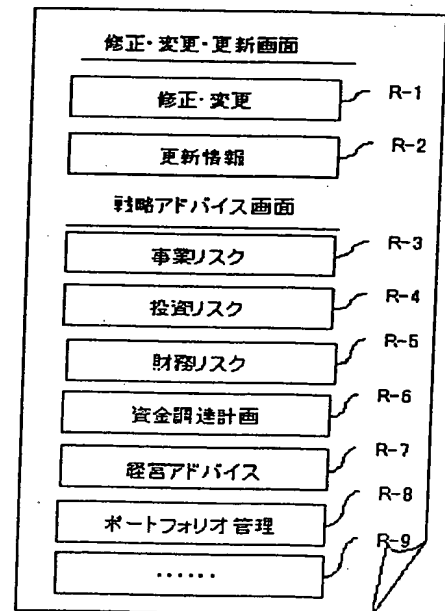 修正・変更・更新画面
修正・変更 R-1
更新情報 R-2
戦略アドバイス画面
事業リスク R-3
投資リスク R-4
財務リスク R-5
資金調達計画 R-6
経営アドバイス R-7
ポートフォリオ管理 R-8
‥‥‥ R-9